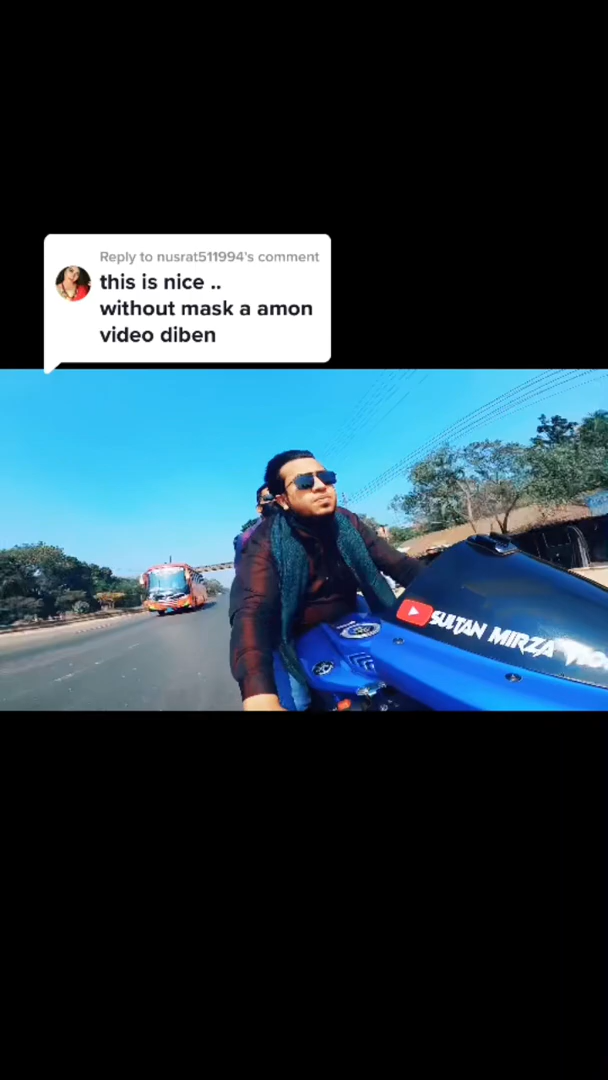 Reply to nusrat511994's comment
this is nice ..
without mask a amon
video diben
SULTAN MIRZA